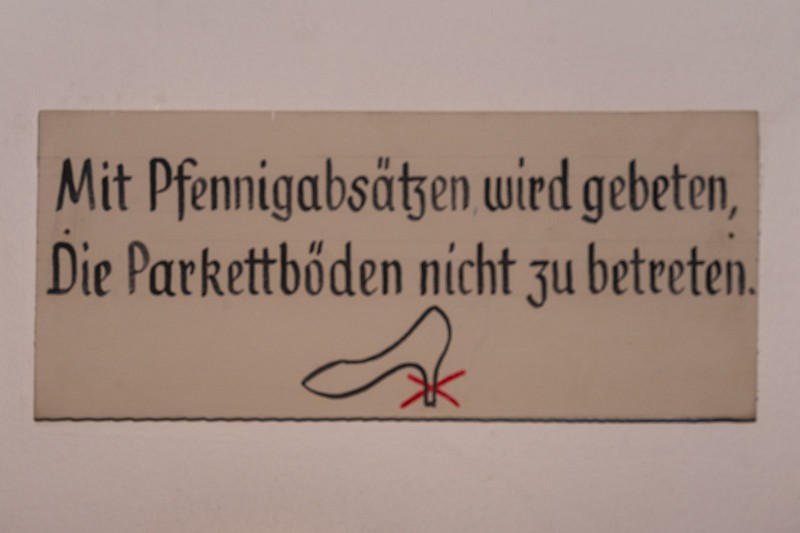 Mit Pfennigabsätzen wird gebeten,
Die Parkettböden nicht zu betreten.